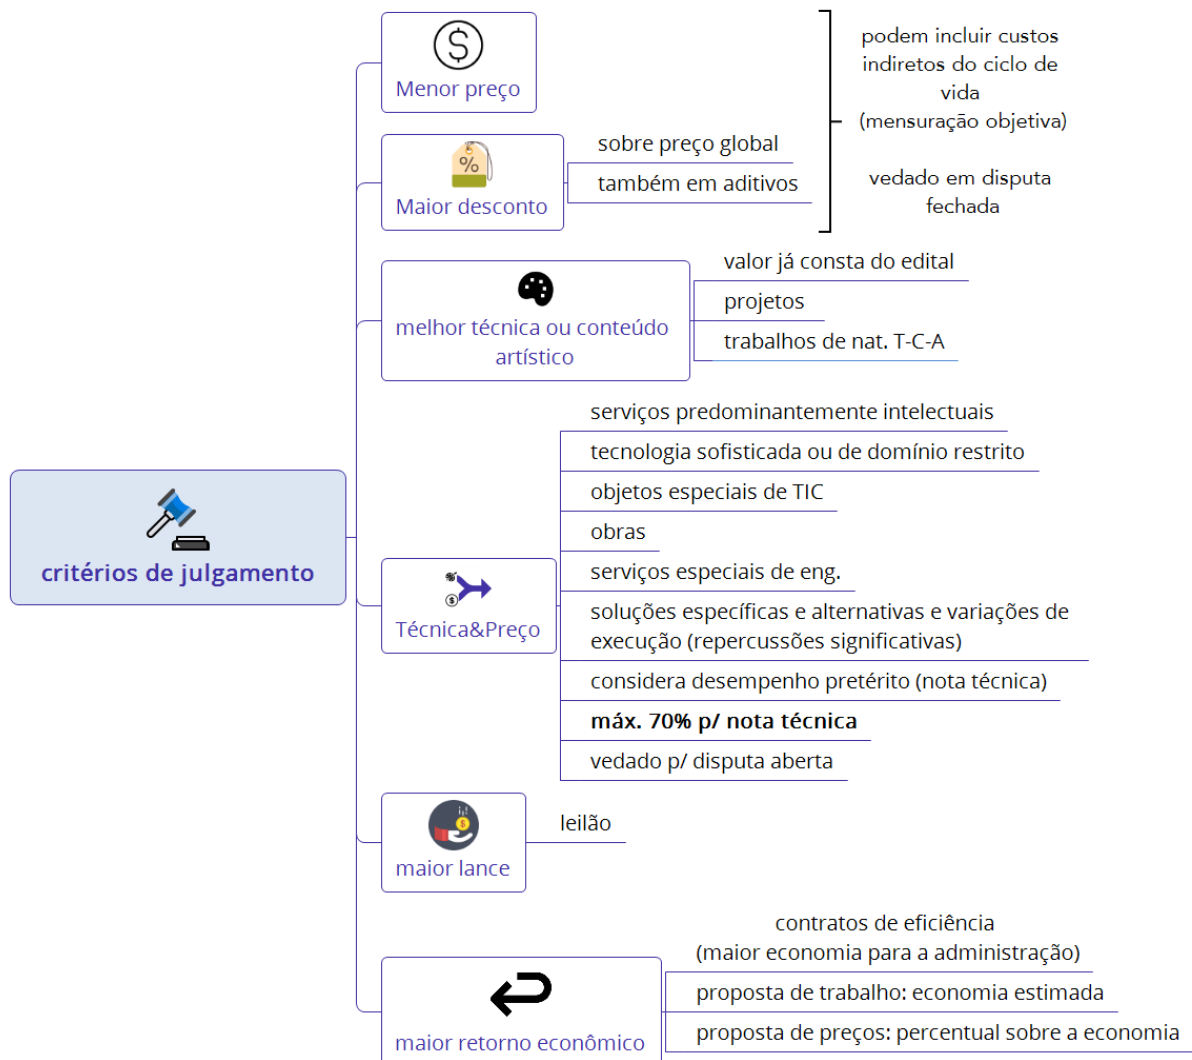 Menor preço
podem incluir custos
indiretos do ciclo de
vida
(mensuração objetiva)
vedado em disputa
fechada
%
Maior desconto
sobre preço global
também em aditivos
melhor técnica ou conteúdo
artístico
valor já consta do edital
projetos
trabalhos de nat. T-C-A
critérios de julgamento
Técnica&Preço
serviços predominantemente intelectuais
tecnologia sofisticada ou de domínio restrito
objetos especiais de TIC
obras
serviços especiais de eng.
soluções específicas e alternativas e variações de
execução (repercussões significativas)
considera desempenho pretérito (nota técnica)
máx. 70% p/ nota técnica
vedado p/ disputa aberta
maior lance
leilão
maior retorno econômico
contratos de eficiência
(maior economia para a administração)
proposta de trabalho: economia estimada
proposta de preços: percentual sobre a economia